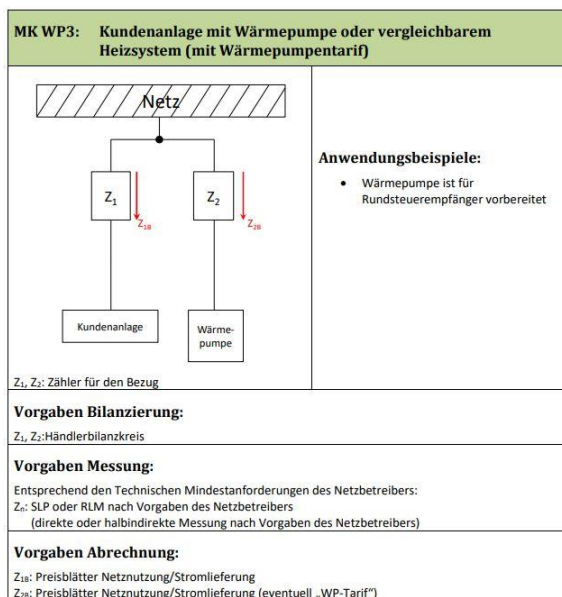 MK WP3: Kundenanlage mit Wärmepumpe oder vergleichbarem
Heizsystem (mit Wärmepumpentarif)
Netz
Z1
Z1B
Z2
Z2B
Kundenanlage
Wärme-
pumpe
Z1, Z2: Zähler für den Bezug
Anwendungsbeispiele:
• Wärmepumpe ist für
Rundsteuerempfänger vorbereitet
Vorgaben Bilanzierung:
Z1, Z2:Händlerbilanzkreis
Vorgaben Messung:
Entsprechend den Technischen Mindestanforderungen des Netzbetreibers:
Zn: SLP oder RLM nach Vorgaben des Netzbetreibers
(direkte oder halbindirekte Messung nach Vorgaben des Netzbetreibers)
Vorgaben Abrechnung:
Z1B: Preisblätter Netznutzung/Stromlieferung
Z2B: Preisblätter Netznutzung/Stromlieferung (eventuell „WP-Tarif“)